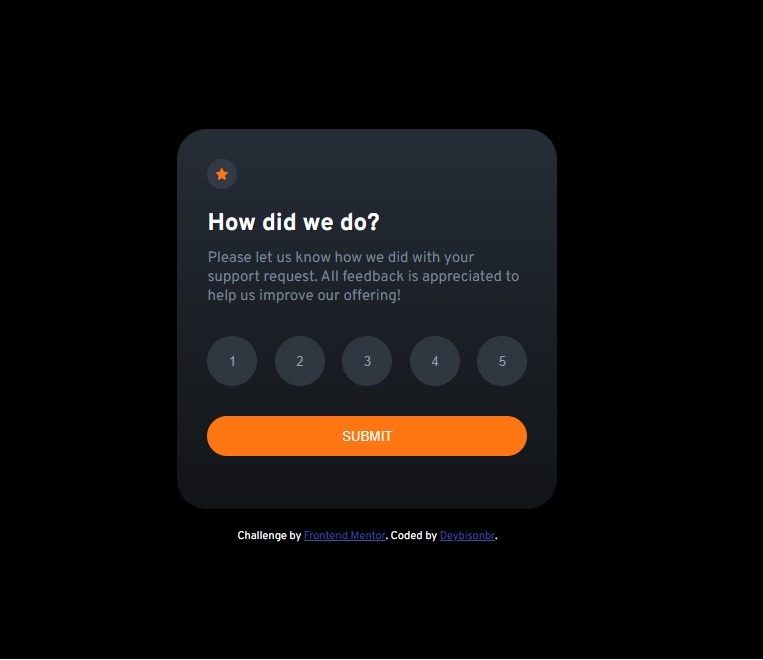 How did we do?
Please let us know how we did with your
support request. All feedback is appreciated to
help us improve our offering!
1 2 3 4 5
SUBMIT
Challenge by Frontend Mentor. Coded by Deybisonbr.